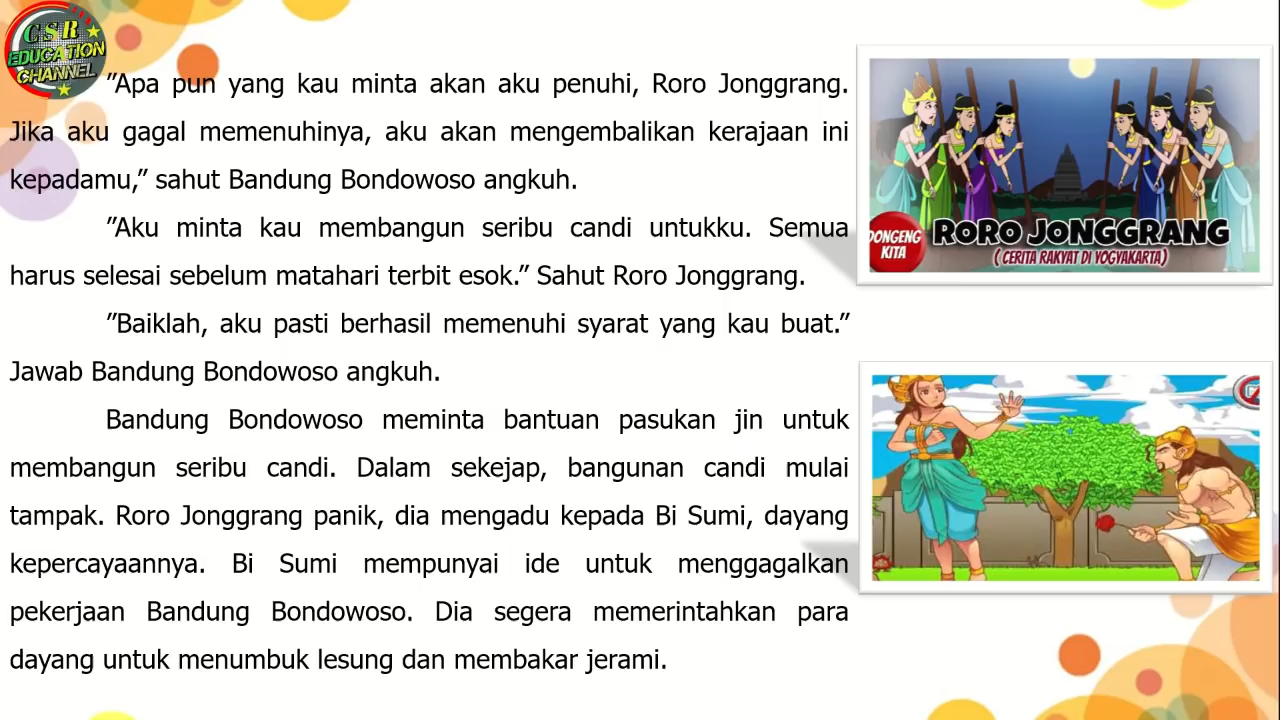 CSR
EDUCATION
CHANNEL
”Apa pun yang kau minta akan aku penuhi, Roro Jonggrang.
Jika aku gagal memenuhinya, aku akan mengembalikan kerajaan ini
kepadamu,” sahut Bandung Bondowoso angkuh.
”Aku minta kau membangun seribu candi untukku. Semua
harus selesai sebelum matahari terbit esok.” Sahut Roro Jonggrang.
”Baiklah, aku pasti berhasil memenuhi syarat yang kau buat.”
Jawab Bandung Bondowoso angkuh.
Bandung Bondowoso meminta bantuan pasukan jin untuk
membangun seribu candi. Dalam sekejap, bangunan candi mulai
tampak. Roro Jonggrang panik, dia mengadu kepada Bi Sumi, dayang
kepercayaannya. Bi Sumi mempunyai ide untuk menggagalkan
pekerjaan Bandung Bondowoso. Dia segera memerintahkan para
dayang untuk menumbuk lesung dan membakar jerami.
DONGENG
KITA
RORO JONGGRANG
( CERITA RAKYAT DI YOGYAKARTA)